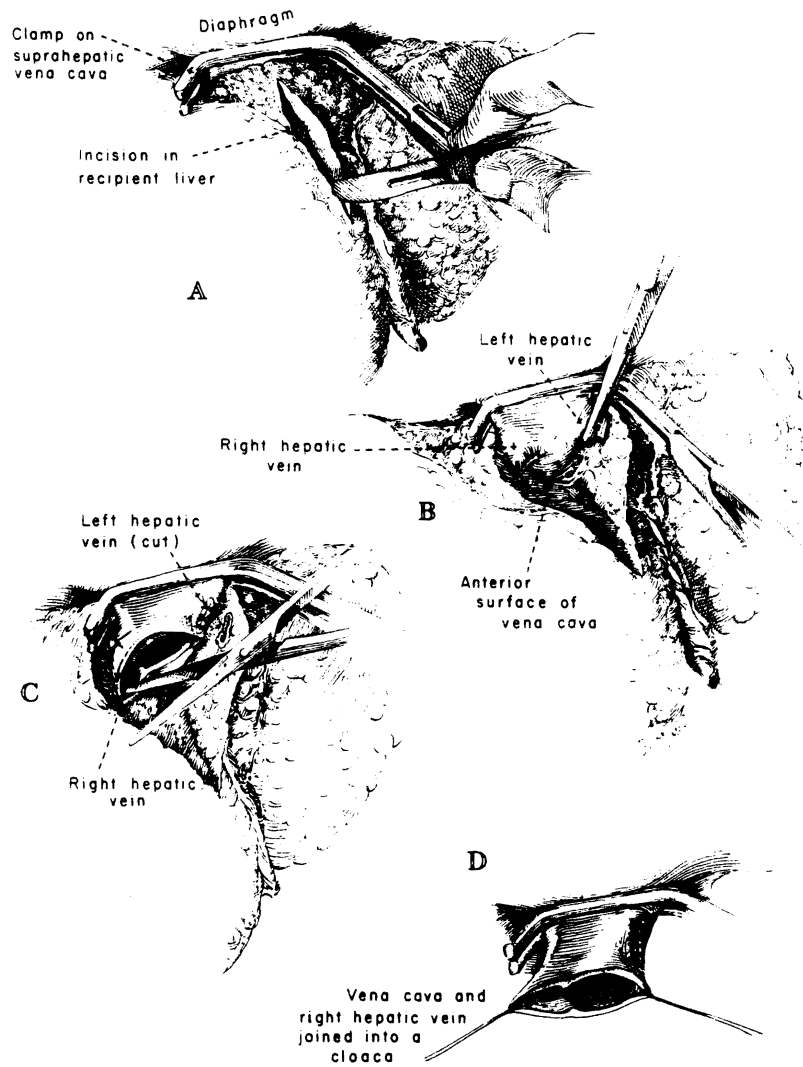 Diaphragm
Clamp on
suprahepatic
vena cava
Incision in
recipient liver
A
Left hepatic
vein
Right hepatic
vein
B
Anterior
surface of
vena cava
Left hepatic
vein (cut)
C
Right hepatic
vein
D
Vena cava and
right hepatic vein
joined into a
cloaca